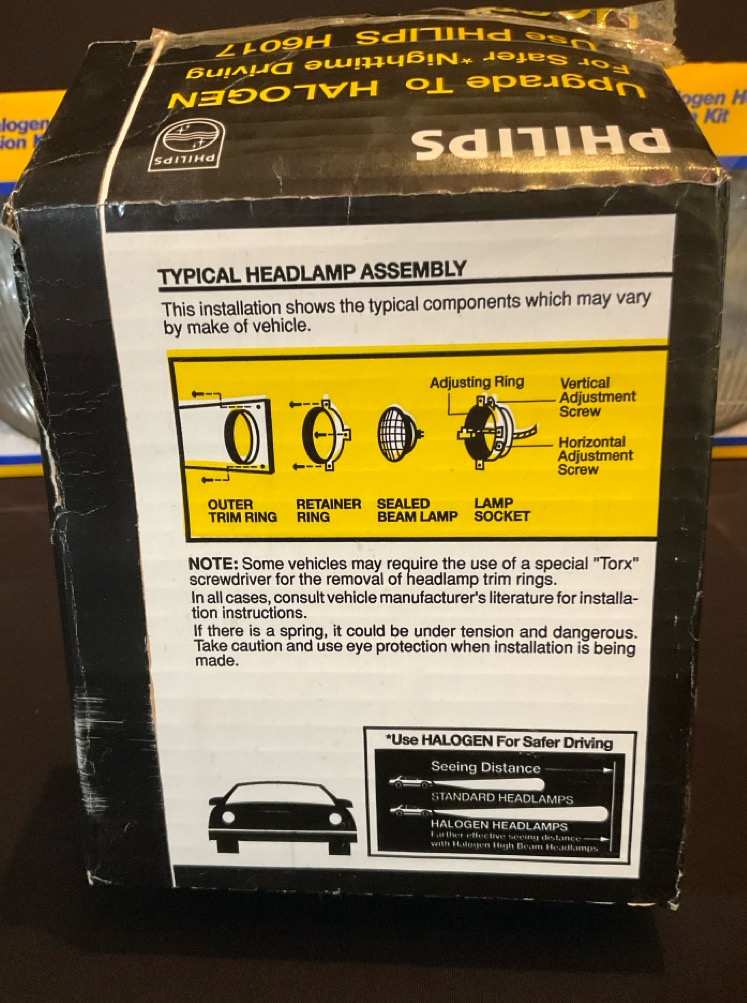 Use PHILIPS H6017
For Safer* Nighttime Driving
Upgrade To HALOGEN
PHILIPS
PHILIPS
TYPICAL HEADLAMP ASSEMBLY
This installation shows the typical components which may vary
by make of vehicle.
Adjusting Ring
Vertical
Adjustment
Screw
Horizontal
Adjustment
Screw
OUTER
TRIM RING
RETAINER
RING
SEALED
BEAM LAMP
LAMP
SOCKET
NOTE: Some vehicles may require the use of a special "Torx"
screwdriver for the removal of headlamp trim rings.
In all cases, consult vehicle manufacturer's literature for installa-
tion instructions.
If there is a spring, it could be under tension and dangerous.
Take caution and use eye protection when installation is being
made.
*Use HALOGEN For Safer Driving
Seeing Distance
STANDARD HEADLAMPS
HALOGEN HEADLAMPS
Farther effective seeing distance
with Halogen High Beam Headlamps
Kit